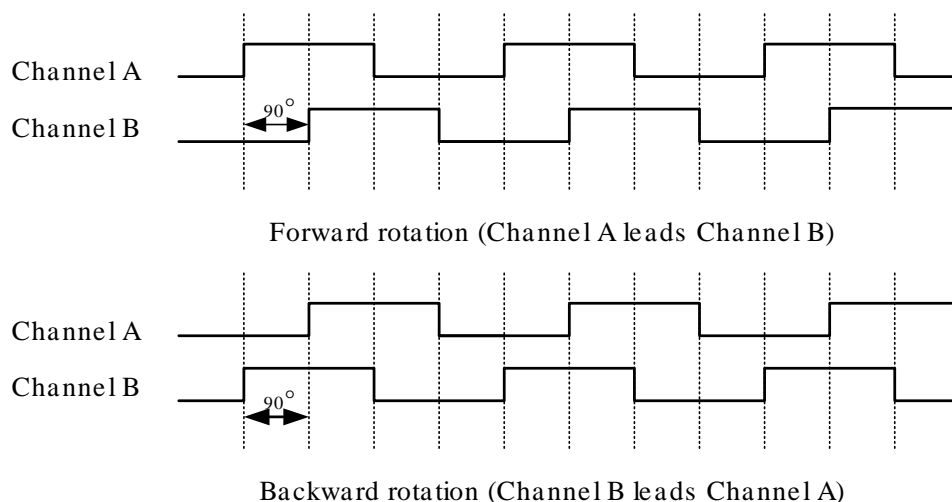 Channel A
90°
Channel B
Forward rotation (Channel A leads Channel B)
Channel A
Channel B
90°
Backward rotation (Channel B leads Channel A)